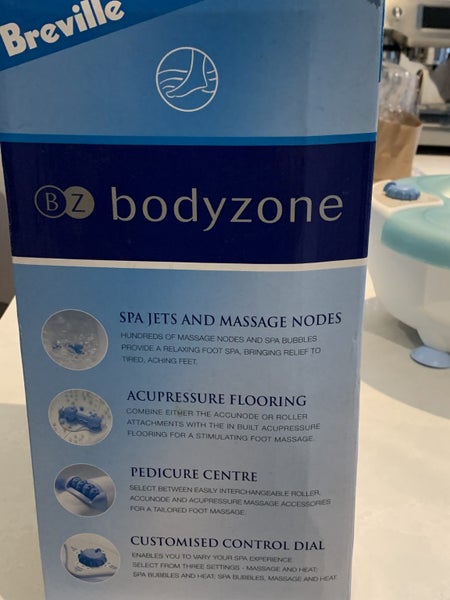 Breville
BZ bodyzone
SPA JETS AND MASSAGE NODES
HUNDREDS OF MASSAGE NODES AND SPA BUBBLES
PROVIDE A RELAXING FOOT SPA, BRINGING RELIEF TO
TIRED, ACHING FEET.
ACUPRESSURE FLOORING
COMBINE EITHER THE ACCUNODE OR ROLLER
ATTACHMENTS WITH THE IN BUILT ACUPRESSURE
FLOORING FOR A STIMULATING FOOT MASSAGE.
PEDICURE CENTRE
SELECT BETWEEN EASILY INTERCHANGEABLE ROLLER,
ACCUNODE AND ACUPRESSURE MASSAGE ACCESSORIES
FOR A TAILORED FOOT MASSAGE.
CUSTOMISED CONTROL DIAL
ENABLES YOU TO VARY YOUR SPA EXPERIENCE.
SELECT FROM THREE SETTINGS - MASSAGE AND HEAT,
SPA BUBBLES AND HEAT, SPA BUBBLES, MASSAGE AND HEAT